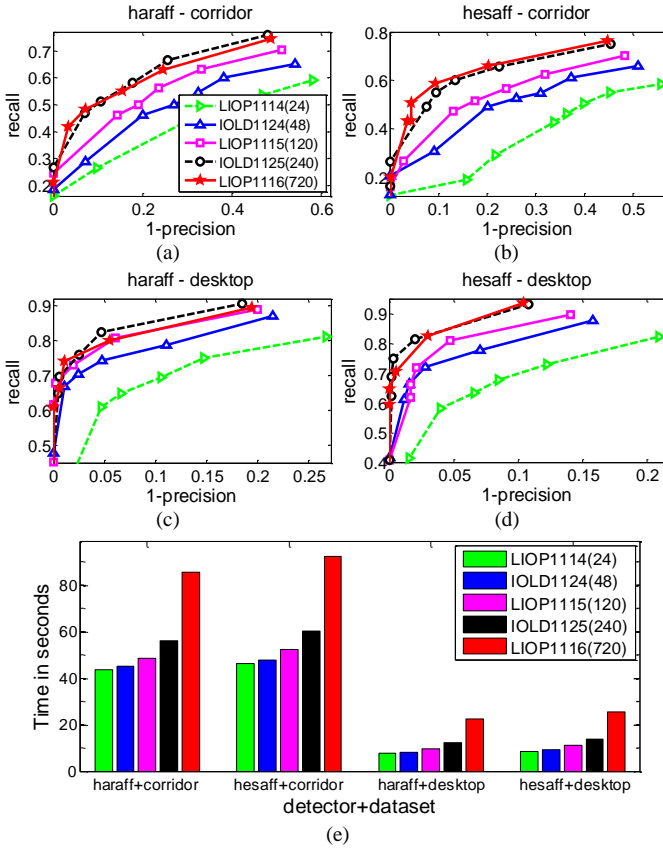 haraff - corridor
hesaff - corridor
0.7
0.6
0.5
0.4
0.3
0.2
recall
0
0.2
0.4
0.6
1-precision
LIOP1114(24)
IOLD1124(48)
LIOP1115(120)
IOLD1125(240)
LIOP1116(720)
(a)
0.8
0.6
0.4
0.2
recall
0
0.1
0.2
0.3
0.4
0.5
1-precision
(b)
haraff - desktop
hesaff - desktop
0.9
0.8
0.7
0.6
0.5
recall
0
0.05
0.1
0.15
0.2
0.25
1-precision
(c)
0.9
0.8
0.7
0.6
0.5
0.4
recall
0
0.05
0.1
0.15
0.2
1-precision
(d)
80
60
40
20
0
Time in seconds
LIOP1114(24)
IOLD1124(48)
LIOP1115(120)
IOLD1125(240)
LIOP1116(720)
haraff+corridor
hesaff+corridor
haraff+desktop
hesaff+desktop
detector+dataset
(e)